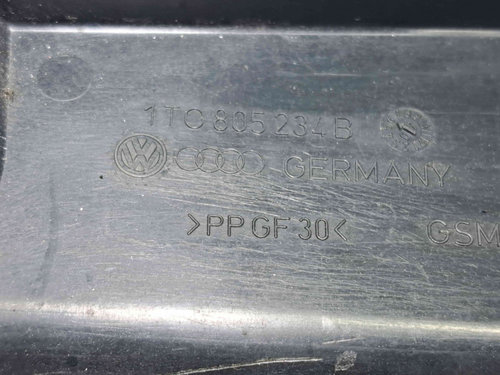 1T0 805 234 B
GERMANY
>PP GF 30<
GSM